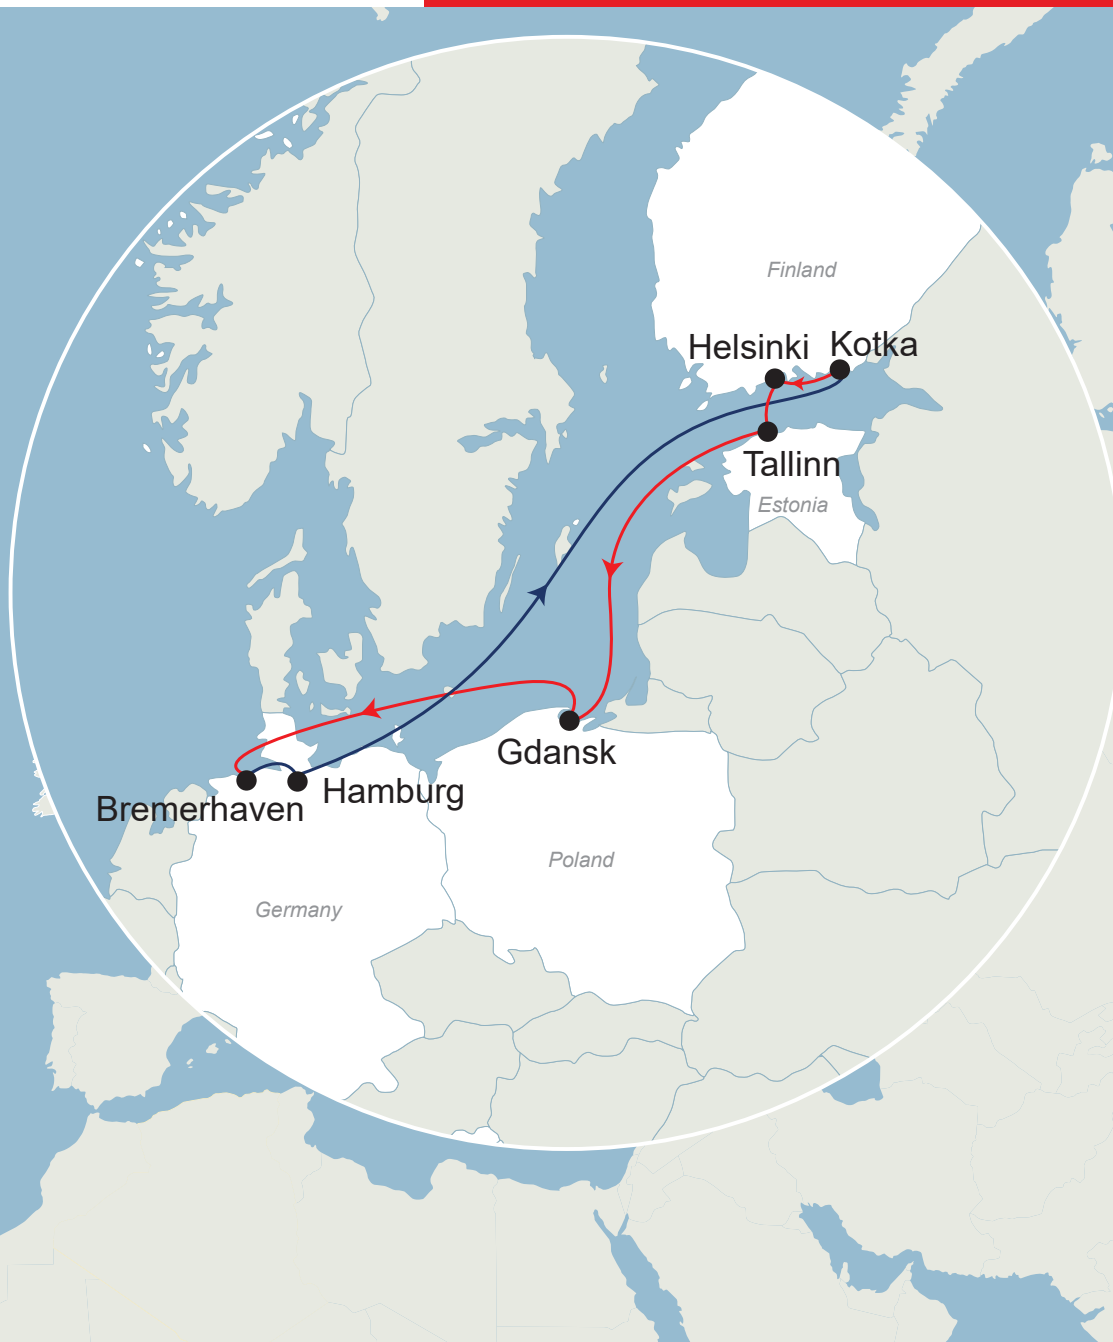 Finland
Helsinki
Kotka
Tallinn
Estonia
Gdansk
Hamburg
Bremerhaven
Poland
Germany